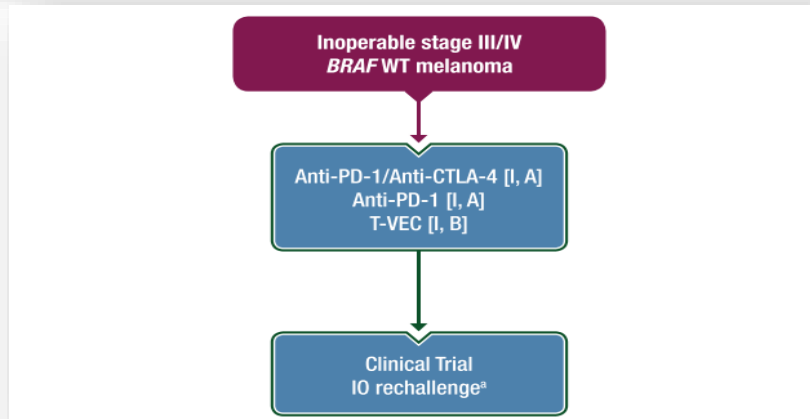 Inoperable stage III/IV
BRAF WT melanoma
Anti-PD-1/Anti-CTLA-4 [I, A]
Anti-PD-1 [I, A]
T-VEC [I, B]
Clinical Trial
IO rechallengeª